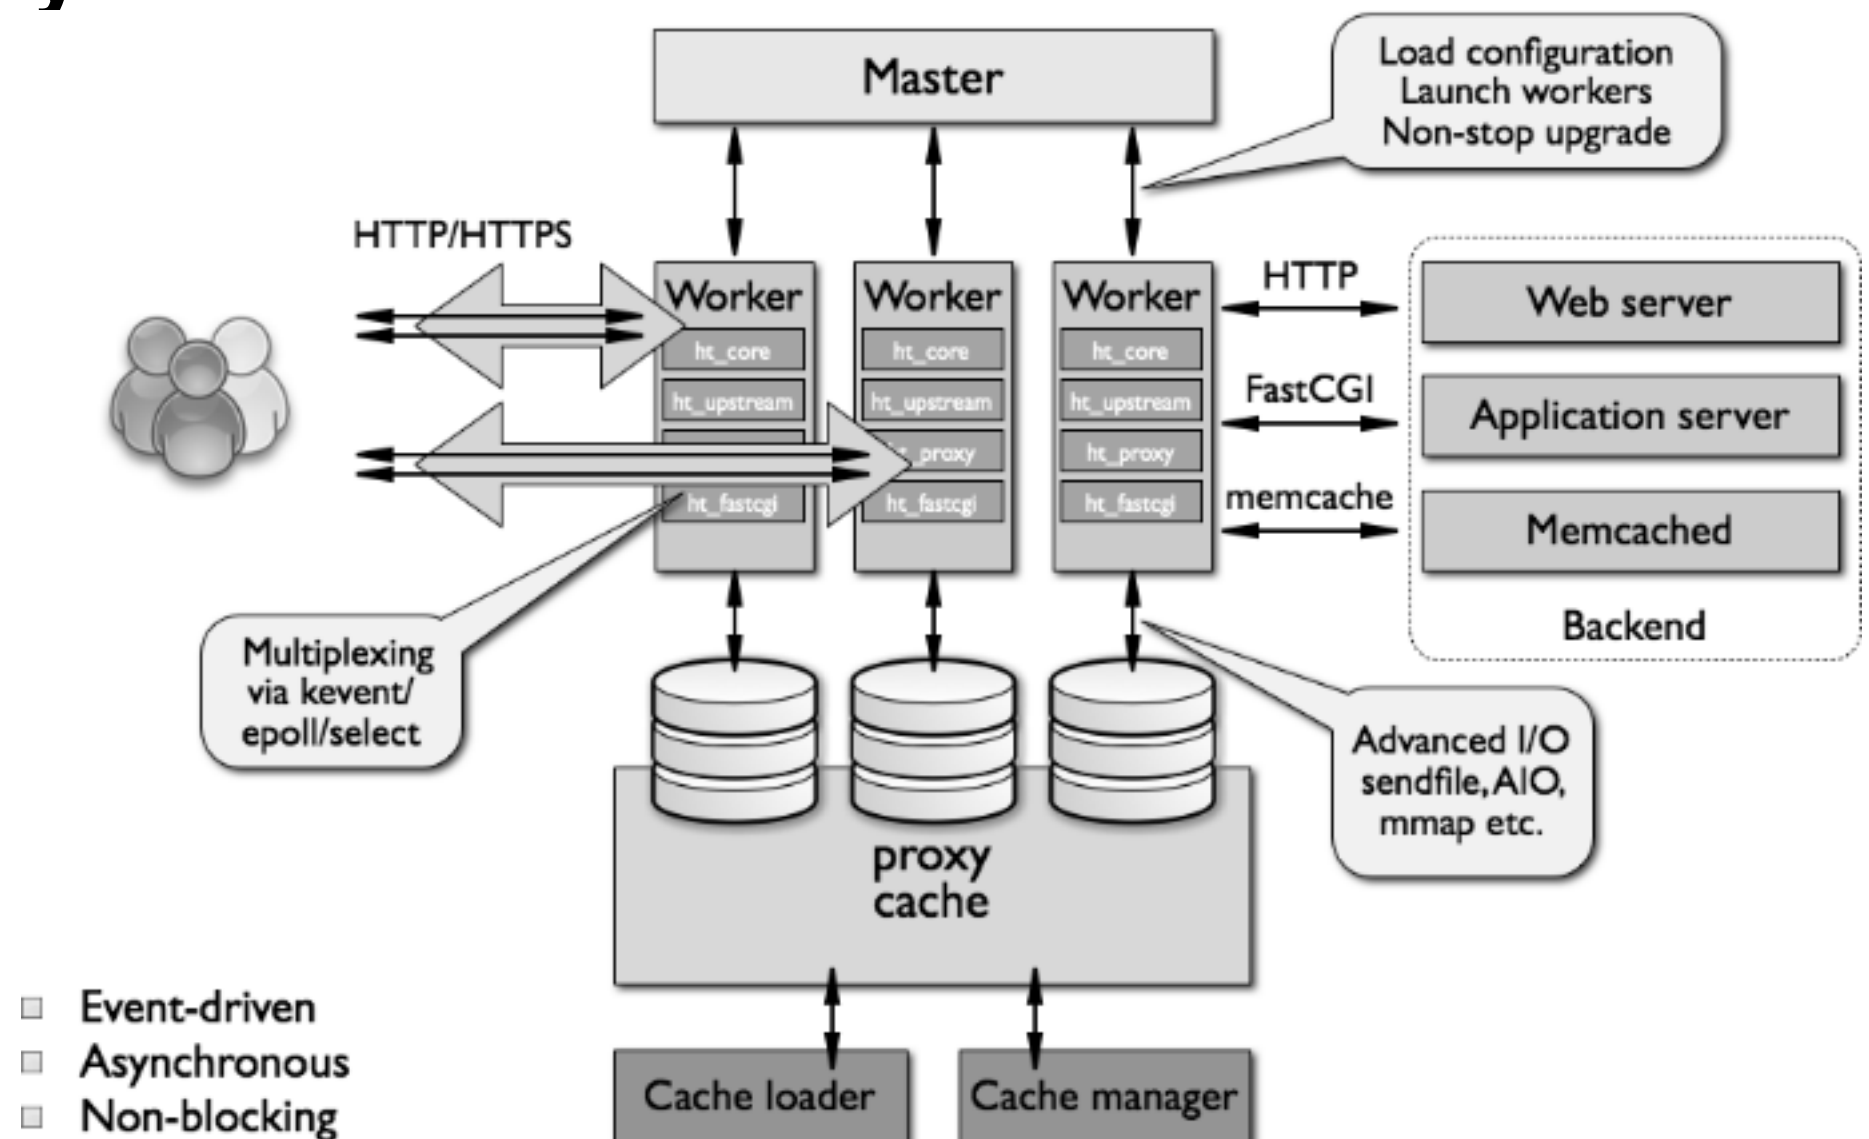 Master
Load configuration
Launch workers
Non-stop upgrade
HTTP/HTTPS
Worker
ht_core
ht_upstream
ht_fastcgi
Worker
ht_core
ht_upstream
t_proxy
ht_fastcgi
Worker
ht_core
ht_upstream
ht_proxy
ht_fastcgi
HTTP
FastCGI
memcache
Web server
Application server
Memcached
Backend
Multiplexing
via kevent/
epoll/select
Advanced I/O
sendfile, AIO,
mmap etc.
proxy
cache
Cache loader
Cache manager
Event-driven
Asynchronous
Non-blocking